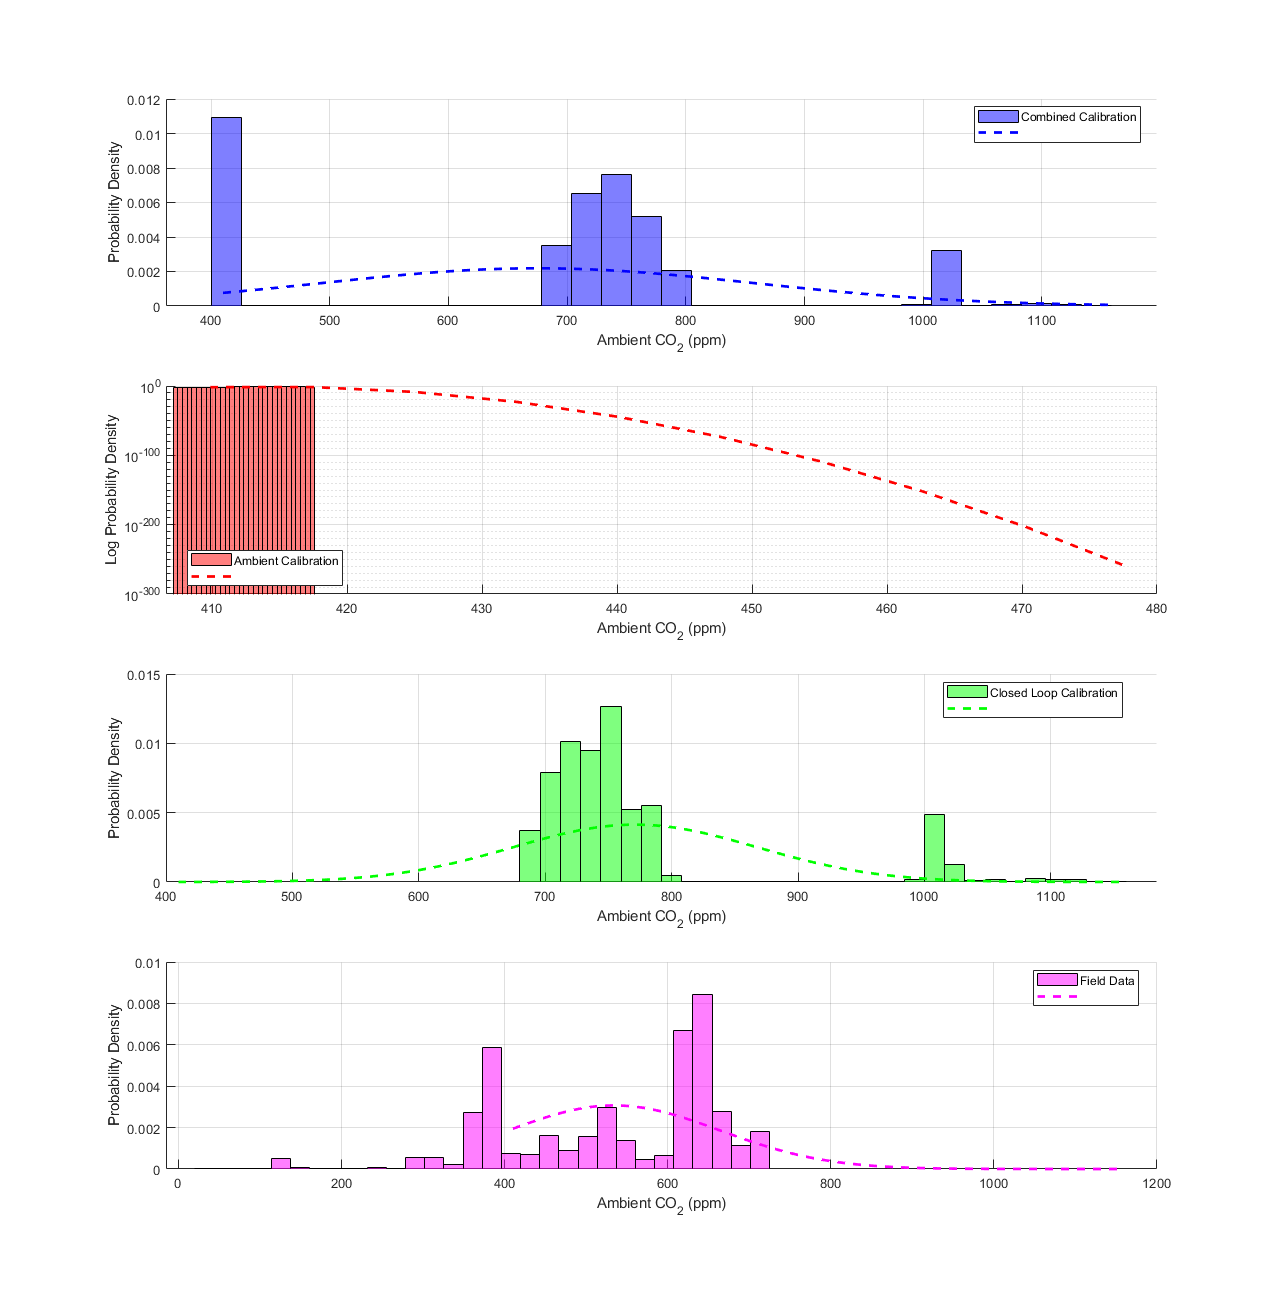 0.012
0.01
0.008
0.006
0.004
0.002
0
Probability Density
Combined Calibration
400 500 600 700 800 900 1000 1100
Ambient CO2 (ppm)
10^0
10^-100
10^-200
10^-300
Log Probability Density
Ambient Calibration
410 420 430 440 450 460 470 480
Ambient CO2 (ppm)
0.015
0.01
0.005
0
Probability Density
Closed Loop Calibration
400 500 600 700 800 900 1000 1100
Ambient CO2 (ppm)
0.01
0.008
0.006
0.004
0.002
0
Probability Density
Field Data
0 200 400 600 800 1000 1200
Ambient CO2 (ppm)